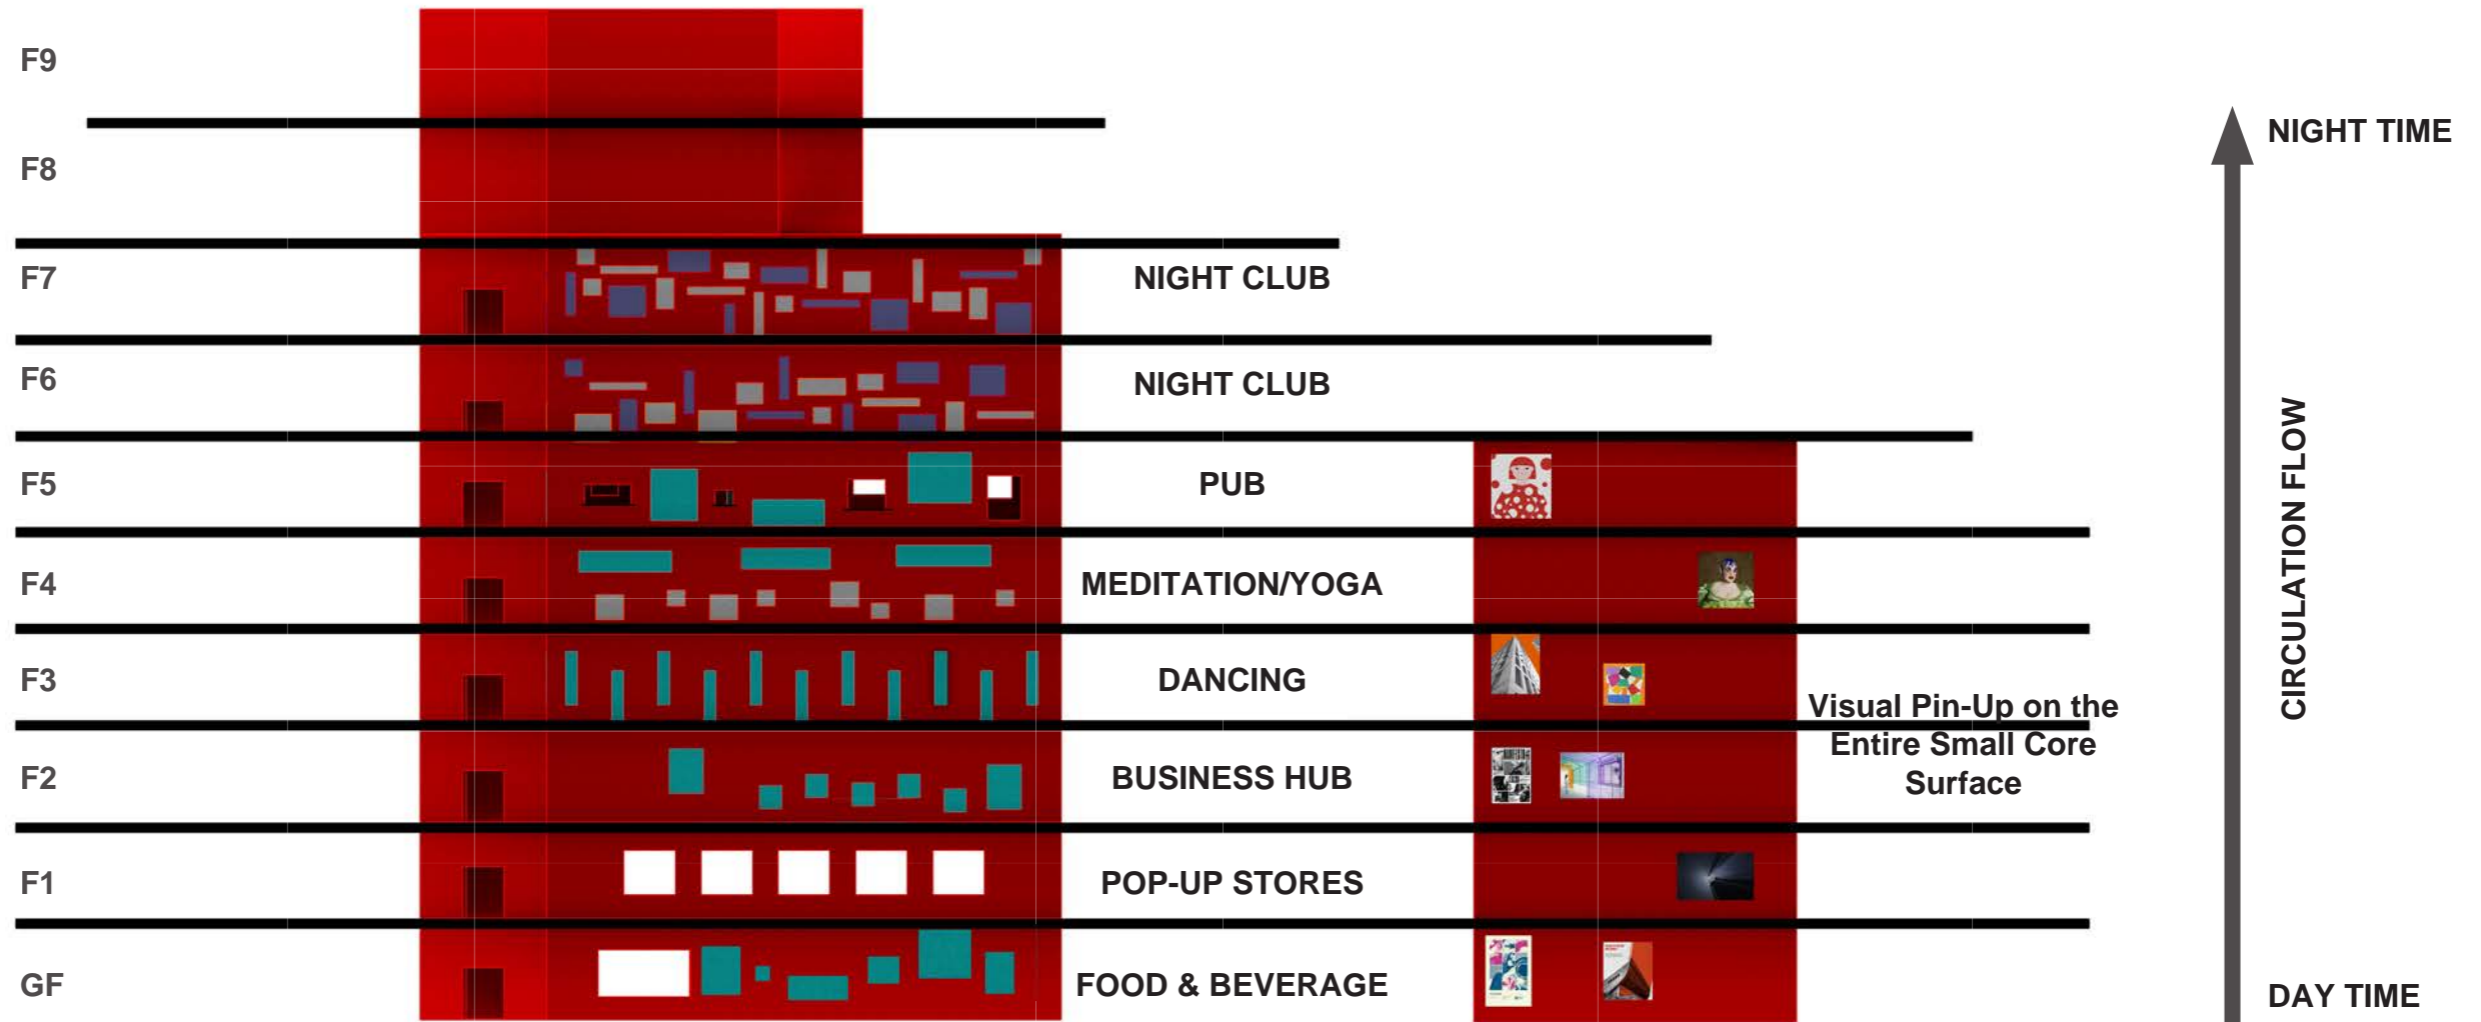 F9
NIGHT TIME
F8
F7
NIGHT CLUB
F6
NIGHT CLUB
F5
PUB
F4
MEDITATION/YOGA
CIRCULATION FLOW
F3
DANCING
Visual Pin-Up on the
Entire Small Core
Surface
F2
BUSINESS HUB
F1
POP-UP STORES
GF
FOOD & BEVERAGE
DAY TIME